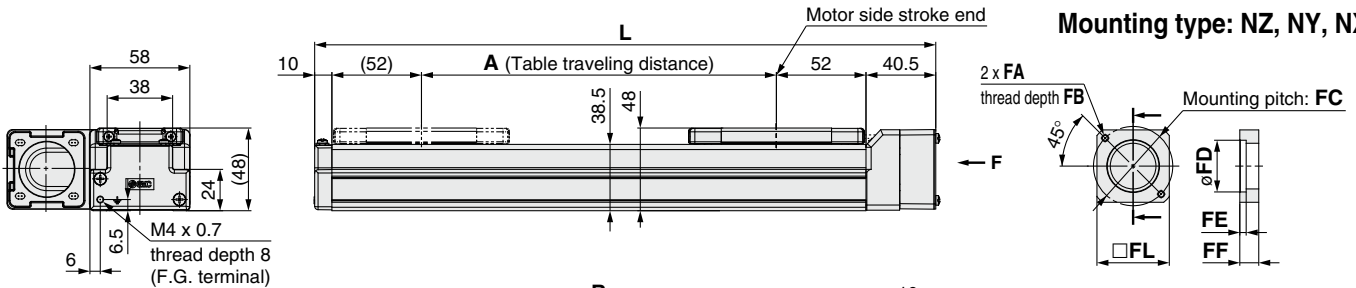 Motor side stroke end
Mounting type: NZ, NY, NX
L
58
10
(52)
A (Table traveling distance)
52
40.5
38
2 x FA
thread depth FB
Mounting pitch: FC
38.5
48
45°
(48)
24
F
øFD
6.5
M4 x 0.7
thread depth 8
(F.G. terminal)
6
FE
□FL
FF